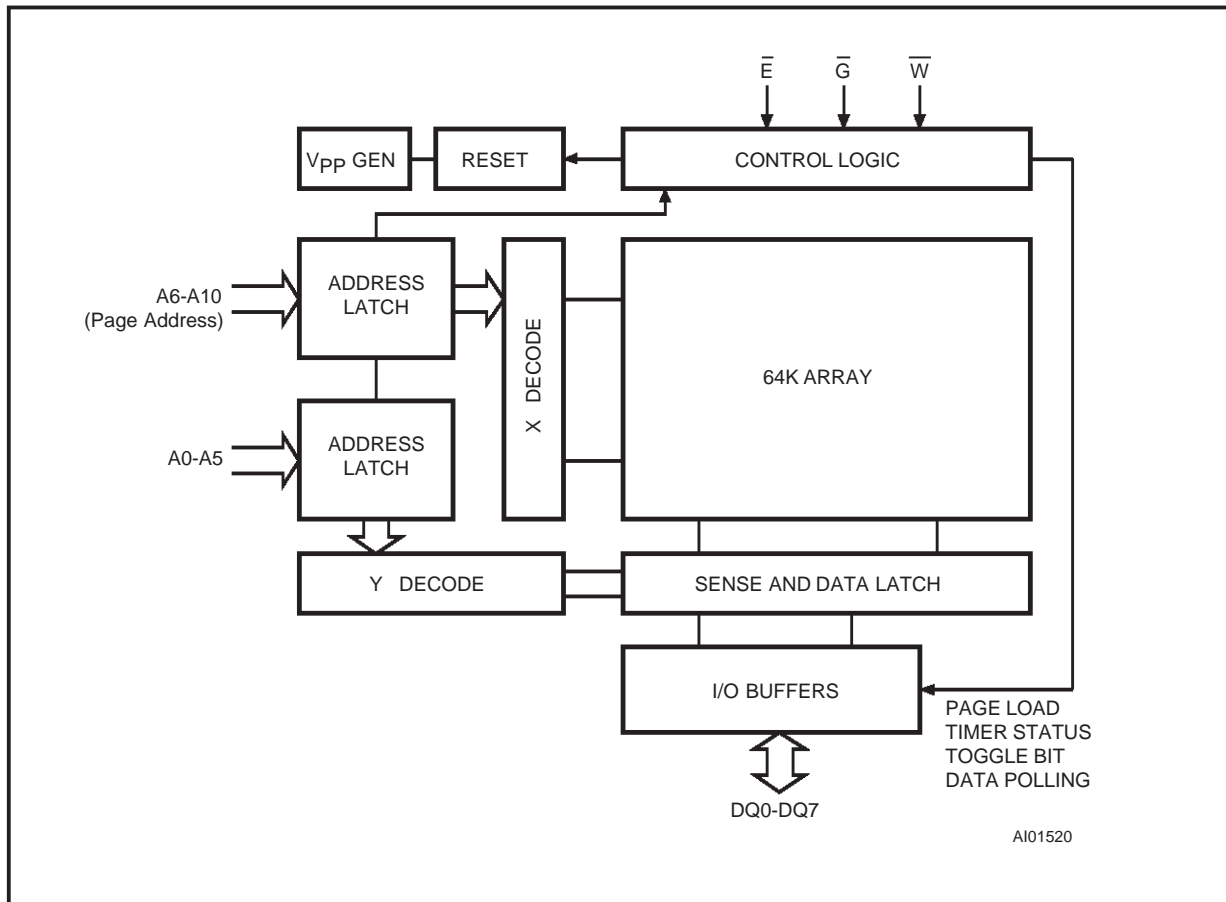 E̅ G̅ W̅
VPP GEN RESET CONTROL LOGIC
A6-A10
(Page Address)
ADDRESS
LATCH
X DECODE
64K ARRAY
A0-A5
ADDRESS
LATCH
Y DECODE
SENSE AND DATA LATCH
I/O BUFFERS
PAGE LOAD
TIMER STATUS
TOGGLE BIT
DATA POLLING
DQ0-DQ7
AI01520